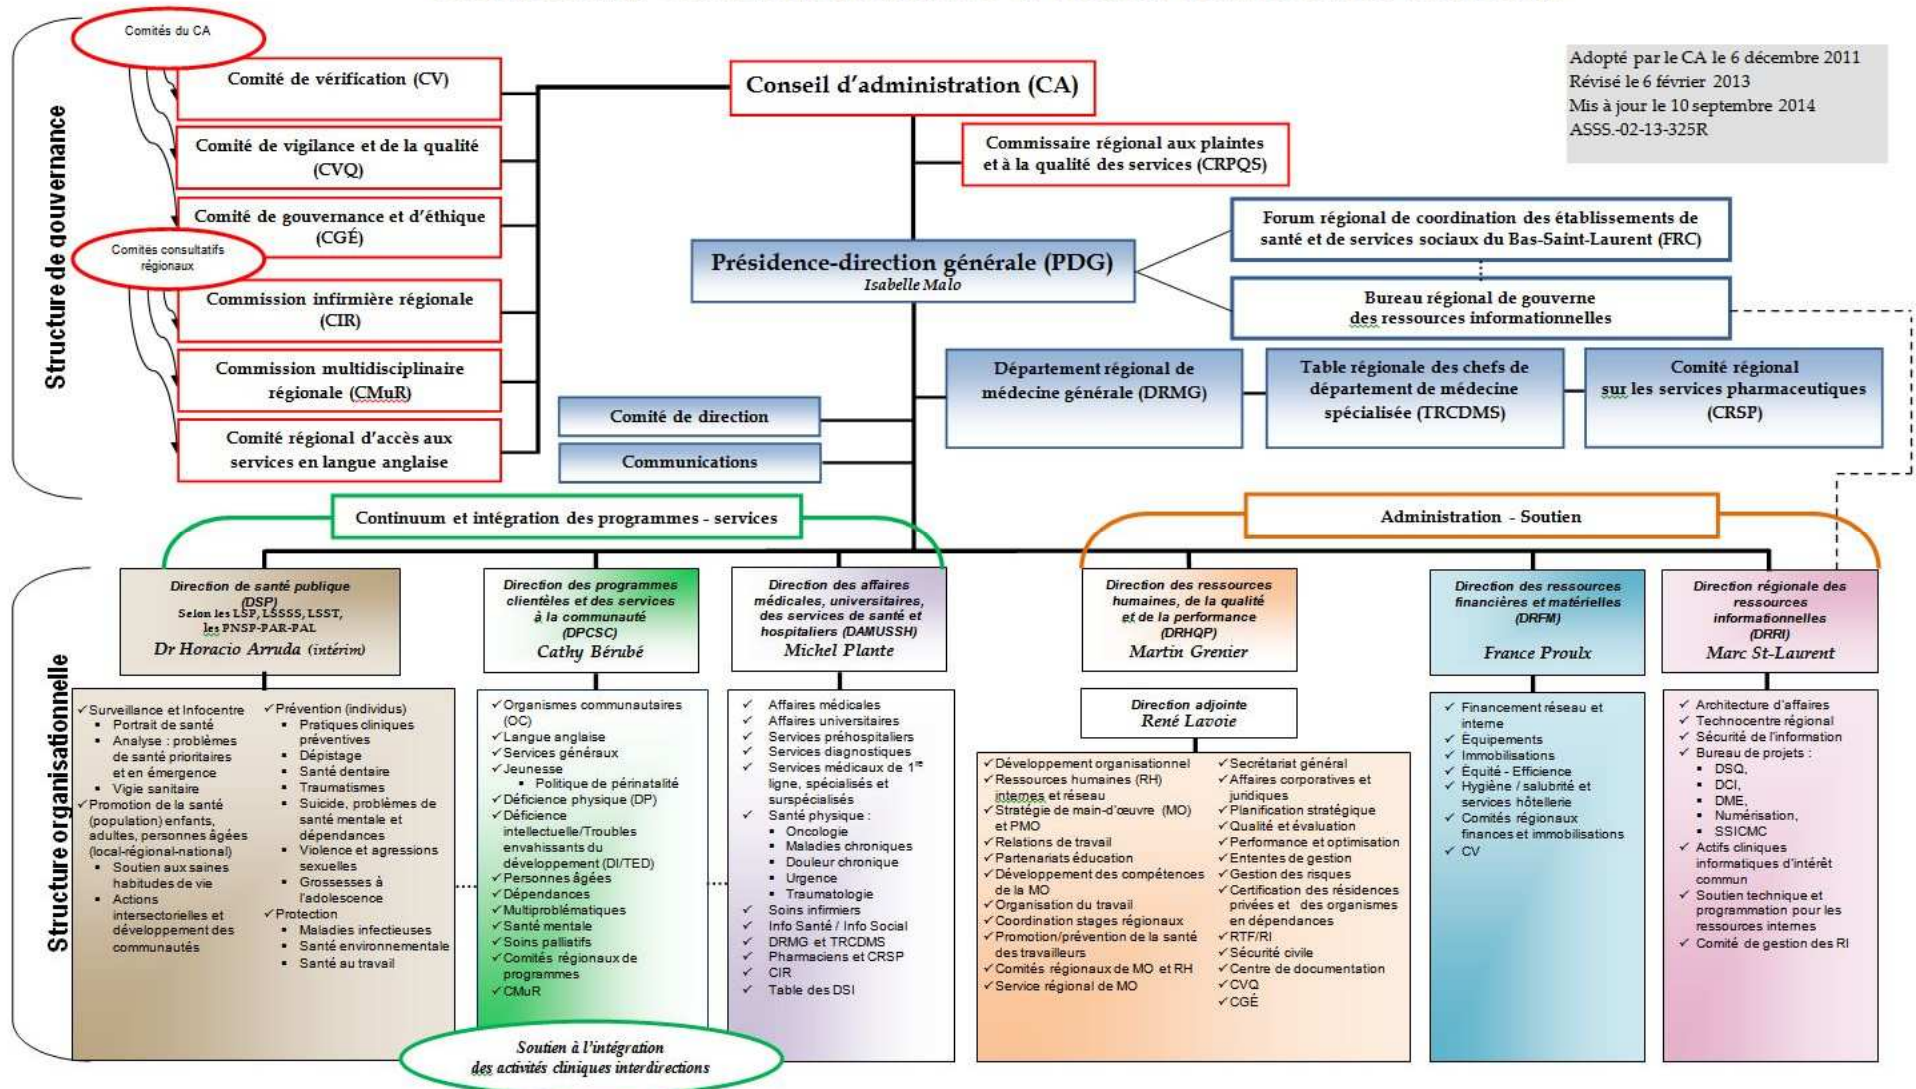 Comités du CA
Comité de vérification (CV)
Comité de vigilance et de la qualité
(CVQ)
Comité de gouvernance et d'éthique
(CGÉ)
Comités consultatifs
régionaux
Commission infirmière régionale
(CIR)
Commission multidisciplinaire
régionale (CMuR)
Comité régional d'accès aux
services en langue anglaise
Structure de gouvernance
Conseil d'administration (CA)
Commissaire régional aux plaintes
et à la qualité des services (CRPQS)
Adopté par le CA le 6 décembre 2011
Révisé le 6 février 2013
Mis à jour le 10 septembre 2014
ASSS.-02-13-325R
Présidence-direction générale (PDG)
Isabelle Malo
Forum régional de coordination des établissements de
santé et de services sociaux du Bas-Saint-Laurent (FRC)
Bureau régional de gouverne
des ressources informationnelles
Département régional de
médecine générale (DRMG)
Table régionale des chefs de
département de médecine
spécialisée (TRCDMS)
Comité régional
sur les services pharmaceutiques
(CRSP)
Comité de direction
Communications
Continuum et intégration des programmes - services
Administration - Soutien
Structure organisationnelle
Direction de santé publique
(DSP)
Selon les LSP, LSSSS, LSST,
les PNSP-PAR-PAL
Dr Horacio Arruda (intérim)
✓Surveillance et Infocentre
▪ Portrait de santé
▪ Analyse : problèmes
de santé prioritaires
et en émergence
▪ Vigie sanitaire
✓Promotion de la santé
(population) enfants,
adultes, personnes âgées
(local-régional-national)
▪ Soutien aux saines
habitudes de vie
▪ Actions
intersectorielles et
développement des
communautés
✓Prévention (individus)
▪ Pratiques cliniques
préventives
▪ Dépistage
▪ Santé dentaire
▪ Traumatismes
▪ Suicide, problèmes de
santé mentale et
dépendances
▪ Violence et agressions
sexuelles
▪ Grossesses à
l'adolescence
✓Protection
▪ Maladies infectieuses
▪ Santé environnementale
▪ Santé au travail
Direction des programmes
clientèles et des services
à la communauté
(DPCSC)
Cathy Bérubé
✓Organismes communautaires
(OC)
✓Langue anglaise
✓Services généraux
✓Jeunesse
▪ Politique de périnatalité
✓Déficience physique (DP)
✓Déficience
intellectuelle/Troubles
envahissants du
développement (DI/TED)
✓Personnes âgées
✓Dépendances
✓Multiproblématiques
✓Santé mentale
✓Soins palliatifs
✓Comités régionaux de
programmes
✓CMuR
Direction des affaires
médicales, universitaires,
des services de santé et
hospitaliers (DAMUSSH)
Michel Plante
✓ Affaires médicales
✓ Affaires universitaires
✓ Services préhospitaliers
✓ Services diagnostiques
✓ Services médicaux de 1re
ligne, spécialisés et
surspécialisés
✓ Santé physique :
▪ Oncologie
▪ Maladies chroniques
▪ Douleur chronique
▪ Urgence
▪ Traumatologie
✓ Soins infirmiers
✓ Info Santé / Info Social
✓ DRMG et TRCDMS
✓ Pharmaciens et CRSP
✓ CIR
✓ Table des DSI
Soutien à l'intégration
des activités cliniques interdirections
Direction des ressources
humaines, de la qualité
et de la performance
(DRHQP)
Martin Grenier
Direction adjointe
René Lavoie
✓Développement organisationnel
✓Ressources humaines (RH)
internes et réseau
✓Stratégie de main-d'œuvre (MO)
et PMO
✓Relations de travail
✓Partenariats éducation
✓Développement des compétences
de la MO
✓Organisation du travail
✓Coordination stages régionaux
✓Promotion/prévention de la santé
des travailleurs
✓Comités régionaux de MO et RH
✓Service régional de MO
✓Secrétariat général
✓Affaires corporatives et
juridiques
✓Planification stratégique
✓Qualité et évaluation
✓Performance et optimisation
✓Ententes de gestion
✓Gestion des risques
✓Certification des résidences
privées et des organismes
en dépendances
✓RTF/RI
✓Sécurité civile
✓Centre de documentation
✓CVQ
✓CGÉ
Direction des ressources
financières et matérielles
(DRFM)
France Proulx
✓ Financement réseau et
interne
✓ Équipements
✓ Immobilisations
✓ Équité - Efficience
✓ Hygiène / salubrité et
services hôtellerie
✓ Comités régionaux
finances et immobilisations
✓ CV
Direction régionale des
ressources
informationnelles
(DRRI)
Marc St-Laurent
✓ Architecture d'affaires
✓ Technocentre régional
✓ Sécurité de l'information
✓ Bureau de projets :
▪ DSQ,
▪ DCI,
▪ DME,
▪ Numérisation,
▪ SSICMC
✓ Actifs cliniques
informatiques d'intérêt
commun
✓ Soutien technique et
programmation pour les
ressources internes
✓ Comité de gestion des RI